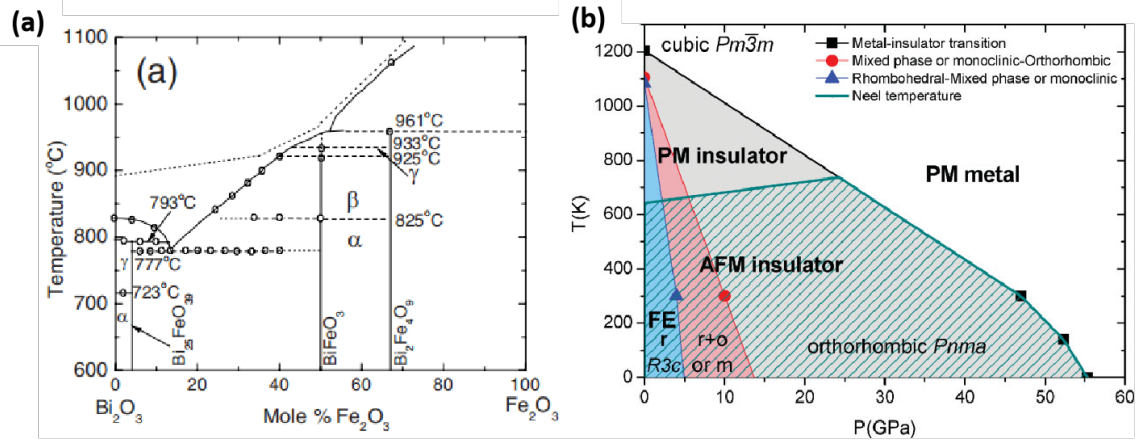 (a)
(a)
1100
1000
900
800
700
600
Temperature (°C)
961°C
933°C
925°C
γ
793°C
β
825°C
α
γ
777°C
723°C
α
Bi₂₅FeO₃₉
BiFeO₃
Bi₂Fe₄O₉
0 20 40 60 80 100
Bi₂O₃ Mole % Fe₂O₃ Fe₂O₃
(b)
cubic Pm3̅m
Metal-insulator transition
Mixed phase or monoclinic-Orthorhombic
Rhombohedral-Mixed phase or monoclinic
Neel temperature
1200
1000
800
600
400
200
0
T(K)
PM insulator
PM metal
AFM insulator
FE
r
R3c
r+o
or m
orthorhombic Pnma
0 10 20 30 40 50 60
P(GPa)